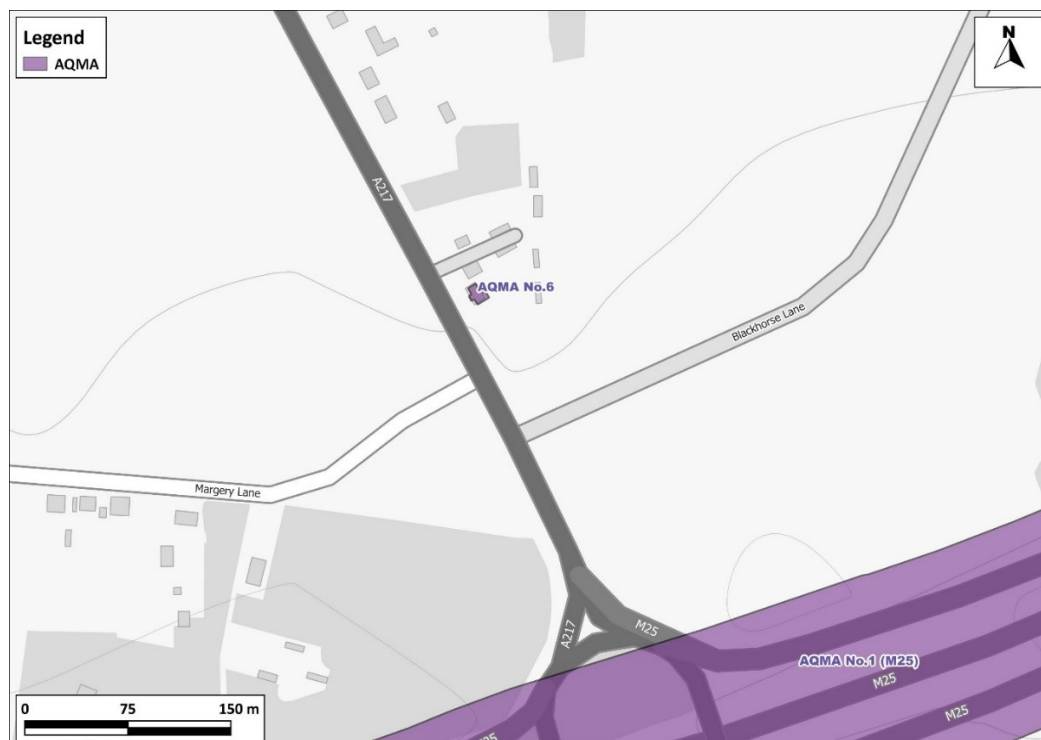 Legend
AQMA
N
A217
AQMA No.6
Blackhorse Lane
Margery Lane
A217
M25
AQMA No.1 (M25)
M25
M25
M25
0 75 150 m